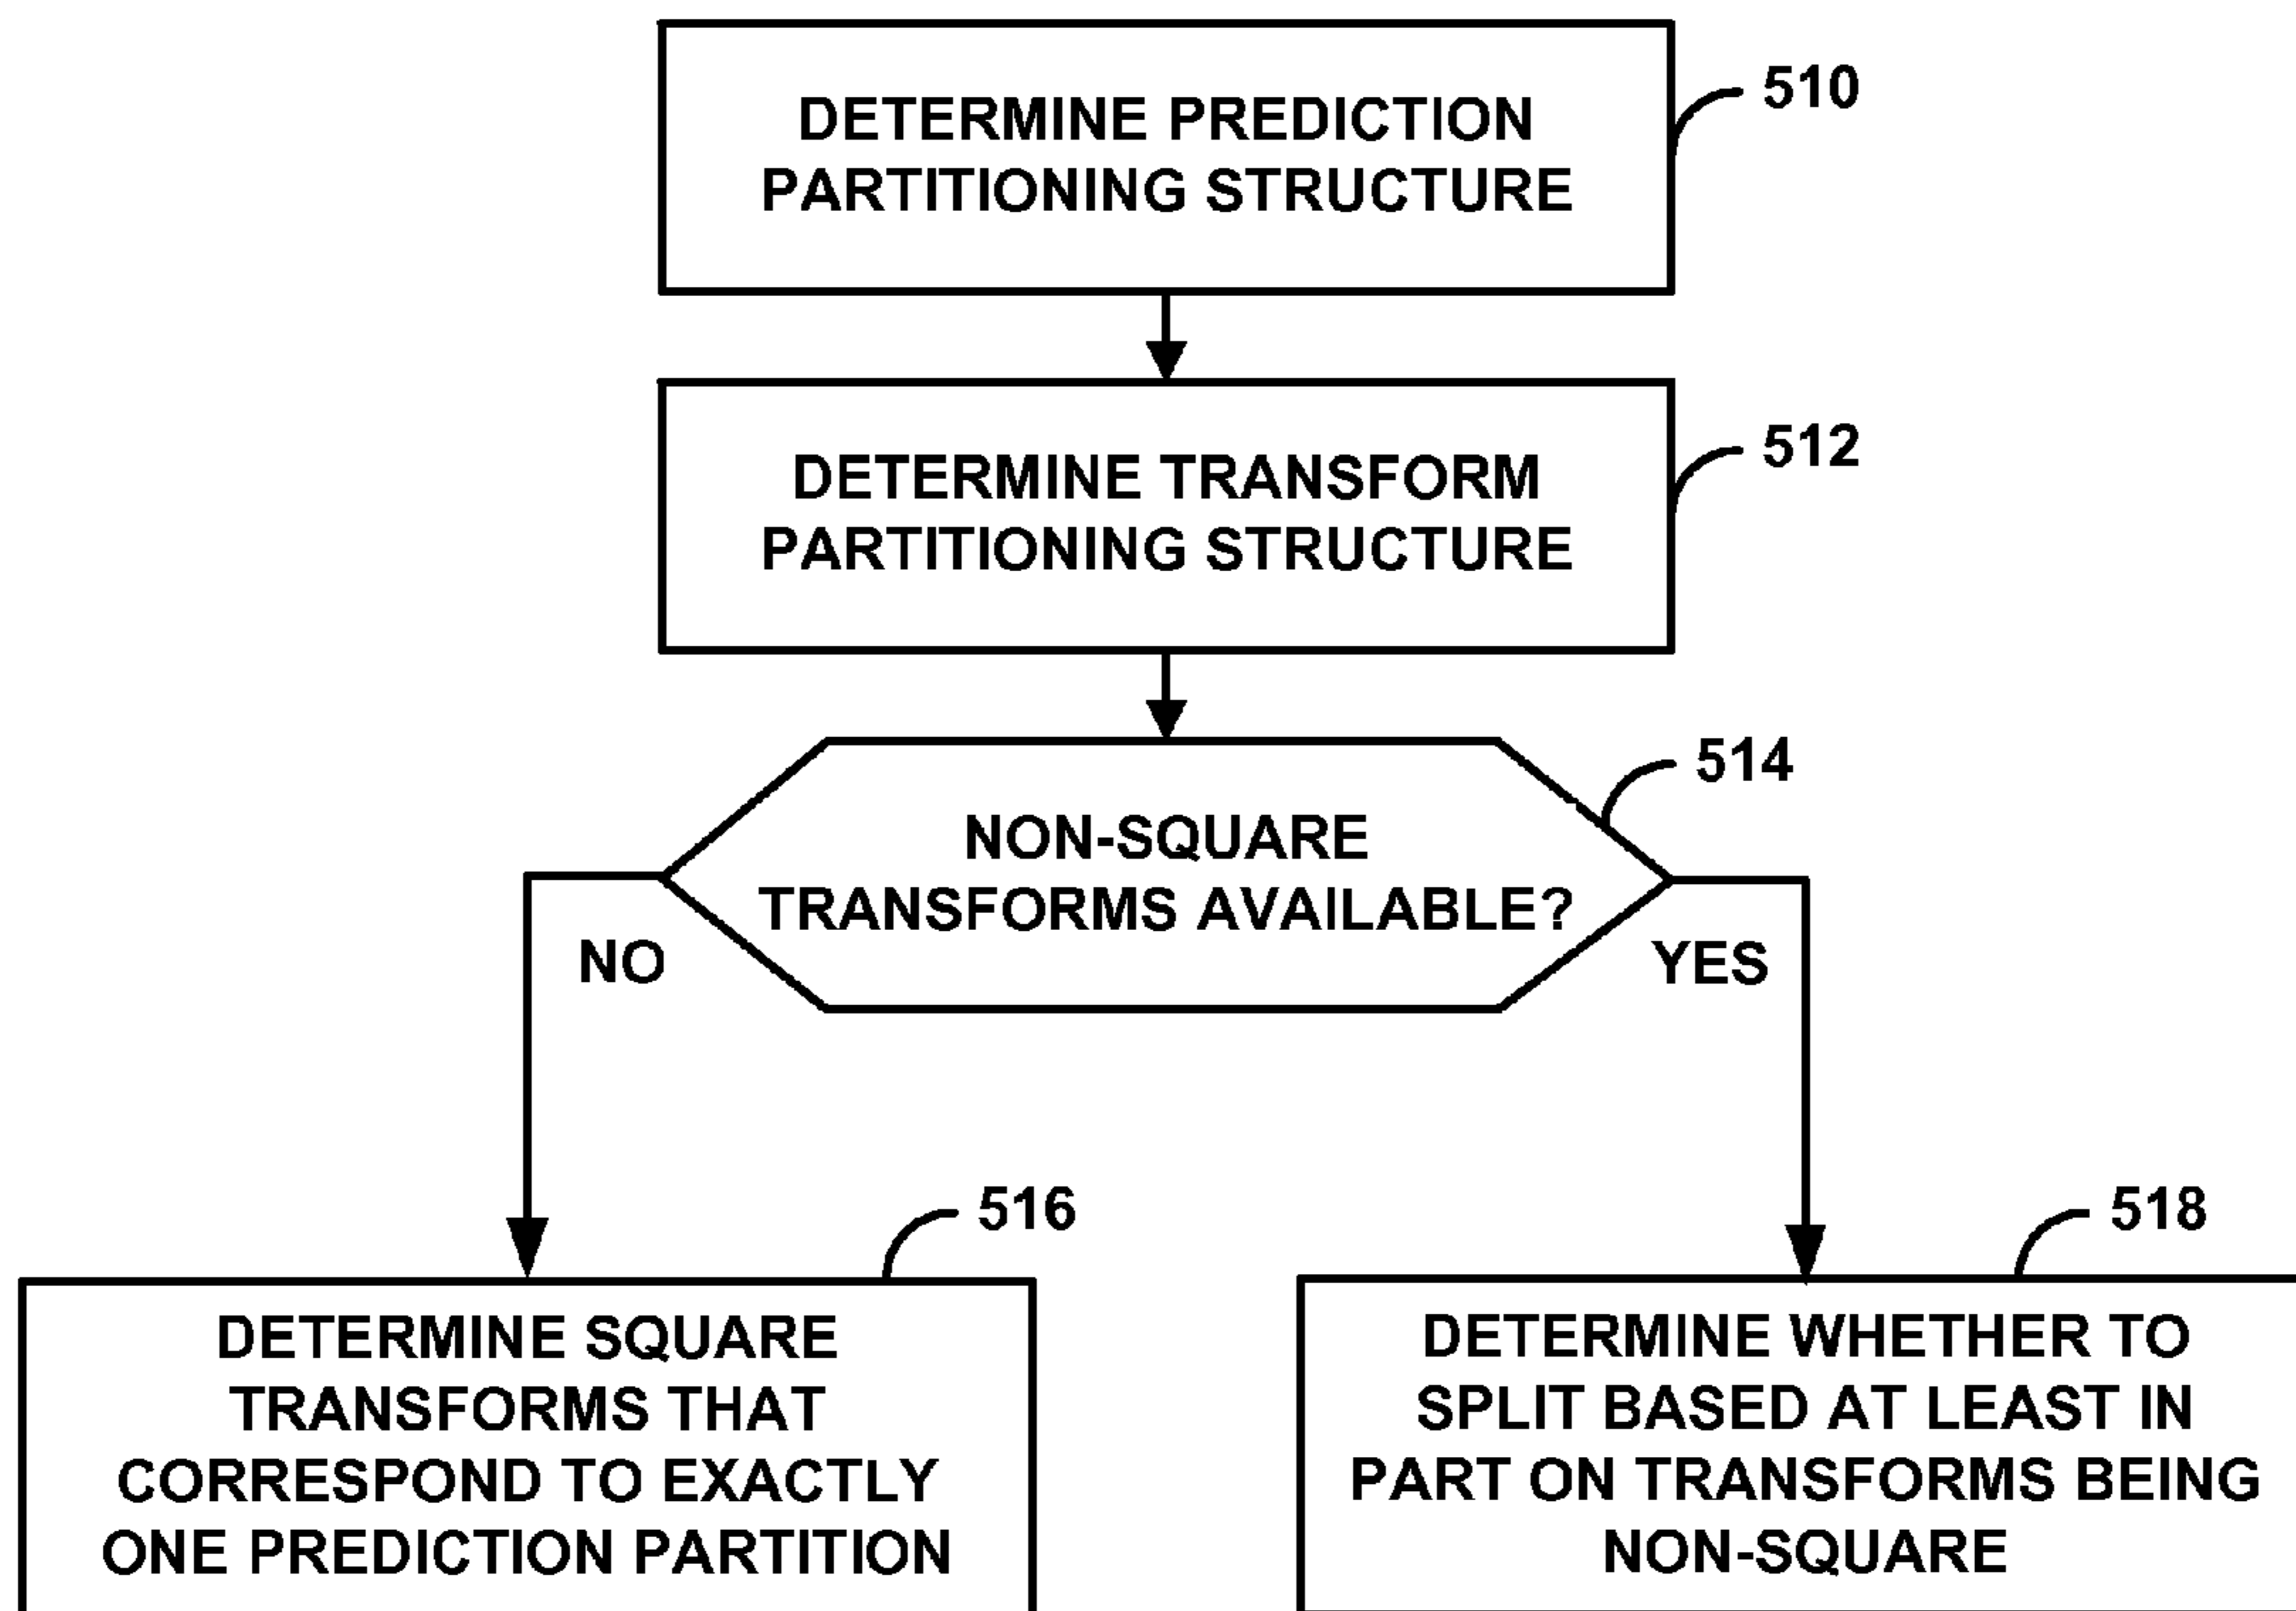 DETERMINE PREDICTION
PARTITIONING STRUCTURE
510
DETERMINE TRANSFORM
PARTITIONING STRUCTURE
512
NON-SQUARE
TRANSFORMS AVAILABLE?
514
NO
YES
516
DETERMINE SQUARE
TRANSFORMS THAT
CORRESPOND TO EXACTLY
ONE PREDICTION PARTITION
518
DETERMINE WHETHER TO
SPLIT BASED AT LEAST IN
PART ON TRANSFORMS BEING
NON-SQUARE